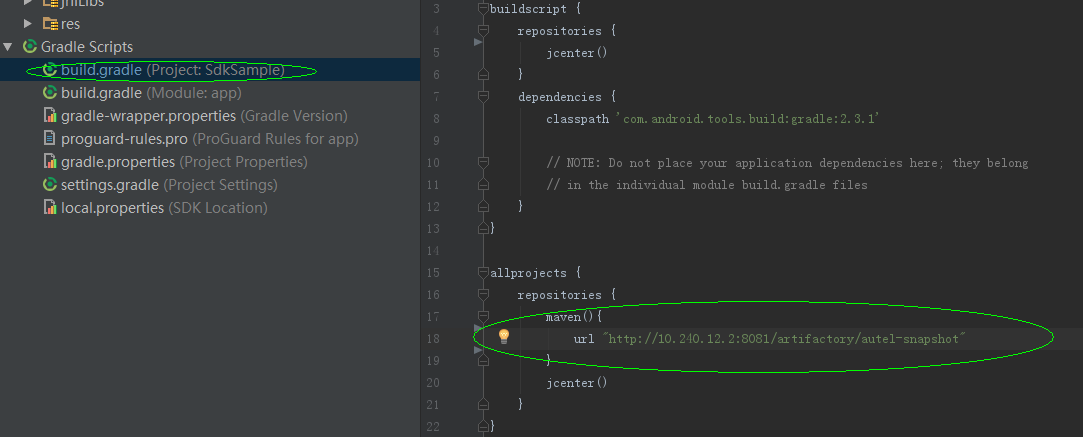 jniLibs
res
Gradle Scripts
build.gradle (Project: SdkSample)
build.gradle (Module: app)
gradle-wrapper.properties (Gradle Version)
proguard-rules.pro (ProGuard Rules for app)
gradle.properties (Project Properties)
settings.gradle (Project Settings)
local.properties (SDK Location)
3 buildscript {
4 repositories {
5 jcenter()
6 }
7 dependencies {
8 classpath 'com.android.tools.build:gradle:2.3.1'
9
10 // NOTE: Do not place your application dependencies here; they belong
11 // in the individual module build.gradle files
12 }
13 }
14
15 allprojects {
16 repositories {
17 maven(){
18 url "http://10.240.12.2:8081/artifactory/autel-snapshot"
19 }
20 jcenter()
21 }
22 }